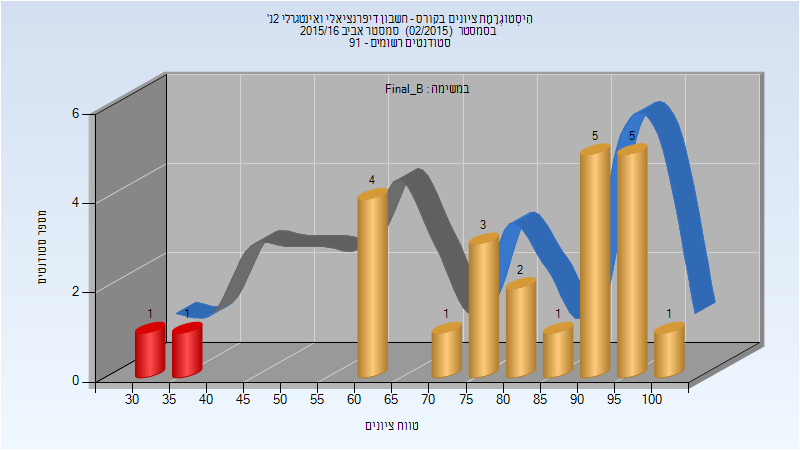 היסטוגרמת ציונים בקורס - חשבון דיפרנציאלי ואינטגרלי 2נ'
בסמסטר (02/2015) סמסטר אביב 2015/16
סטודנטים רשומים - 91
במשימה : Final_B
מספר סטודנטים
6
4
2
0
1
1
4
1
3
2
1
5
5
1
30 35 40 45 50 55 60 65 70 75 80 85 90 95 100
טווח ציונים